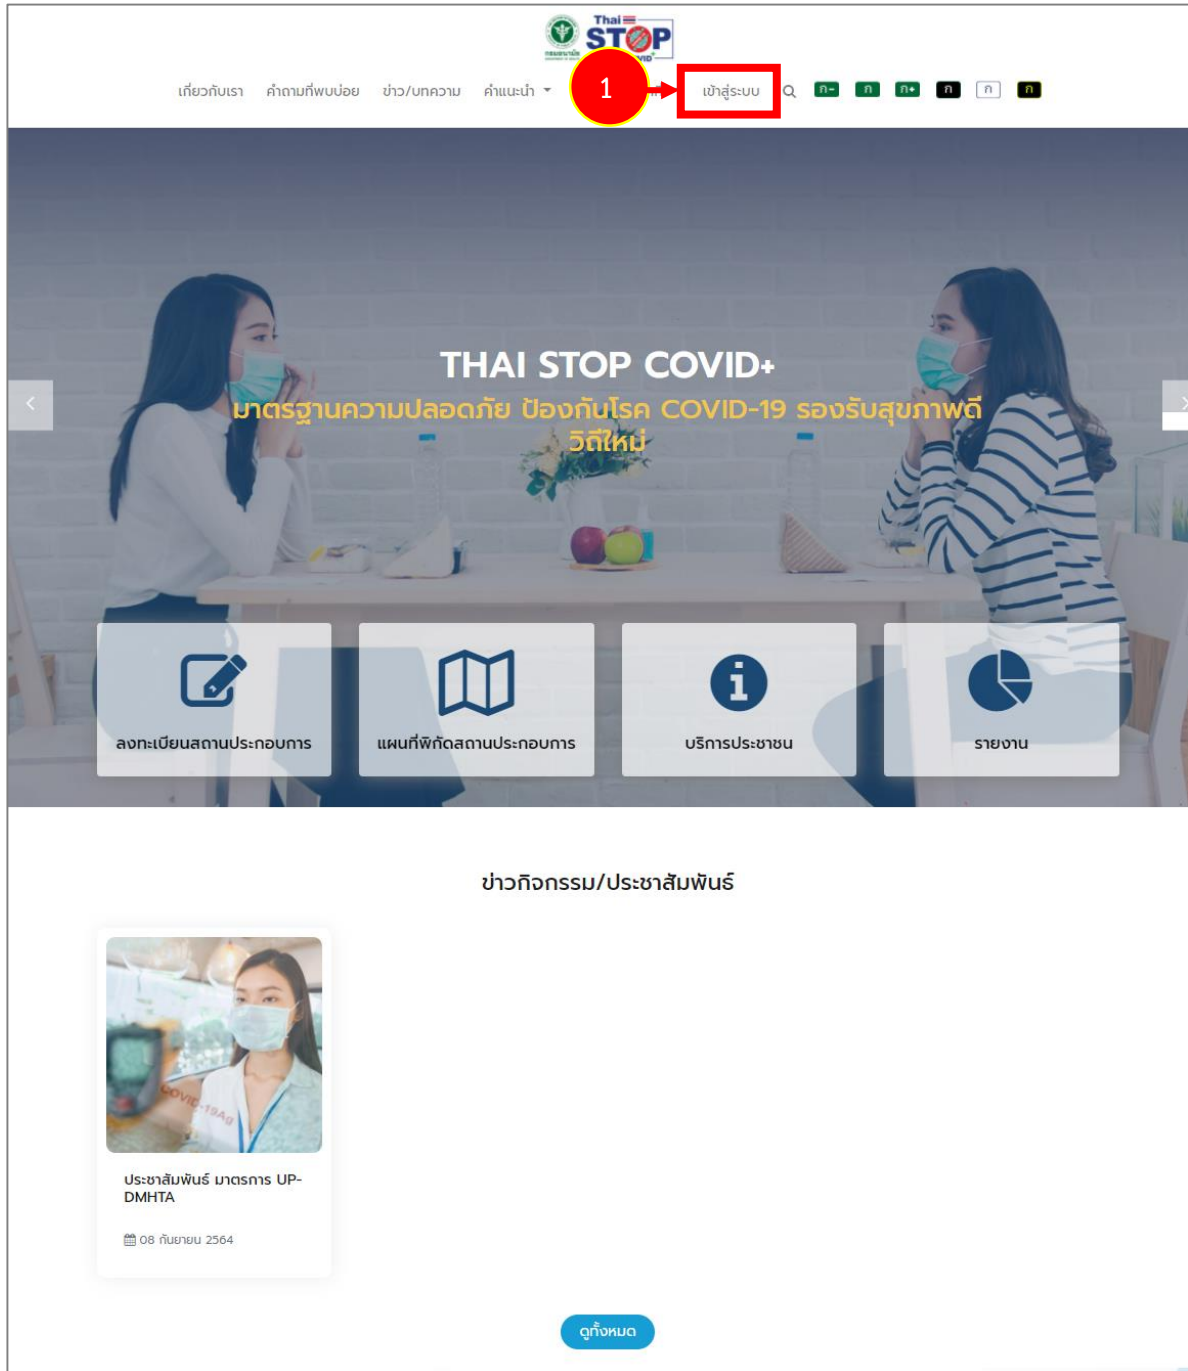 Thai
STOP
กรมอนามัย
เกี่ยวกับเรา คำถามที่พบบ่อย ข่าว/บทความ คำแนะนำ 1 เข้าสู่ระบบ ก- ก ก+ ก ก ก
THAI STOP COVID+
มาตรฐานความปลอดภัย ป้องกันโรค COVID-19 รองรับสุขภาพดี
วิถีใหม่
ลงทะเบียนสถานประกอบการ แผนที่พิกัดสถานประกอบการ บริการประชาชน รายงาน
ข่าวกิจกรรม/ประชาสัมพันธ์
COVID-19Ag
ประชาสัมพันธ์ มาตรการ UP-
DMHTA
08 กันยายน 2564
ดูทั้งหมด